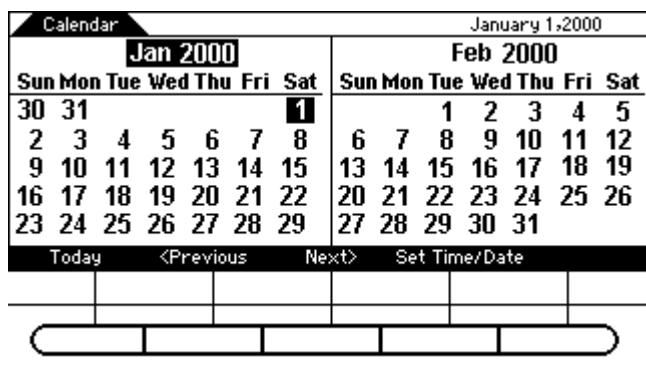 Calendar January 1,2000
Jan 2000 Feb 2000
Sun Mon Tue Wed Thu Fri Sat Sun Mon Tue Wed Thu Fri Sat
30 31 1 1 2 3 4 5
2 3 4 5 6 7 8 6 7 8 9 10 11 12
9 10 11 12 13 14 15 13 14 15 16 17 18 19
16 17 18 19 20 21 22 20 21 22 23 24 25 26
23 24 25 26 27 28 29 27 28 29 30 31
Today <Previous Next> Set Time/Date